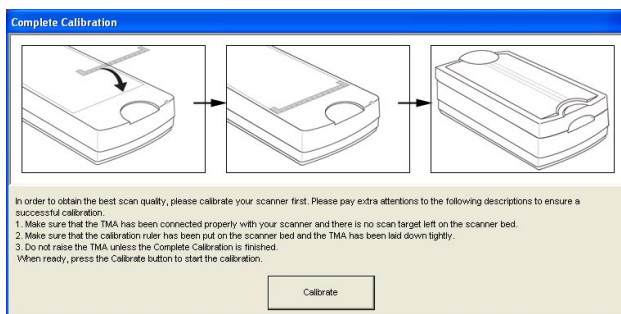 Complete Calibration
In order to obtain the best scan quality, please calibrate your scanner first. Please pay extra attentions to the following descriptions to ensure a
successful calibration.
1. Make sure that the TMA has been connected properly with your scanner and there is no scan target left on the scanner bed.
2. Make sure that the calibration ruler has been put on the scanner bed and the TMA has been laid down tightly.
3. Do not raise the TMA unless the Complete Calibration is finished.
When ready, press the Calibrate button to start the calibration.
Calibrate